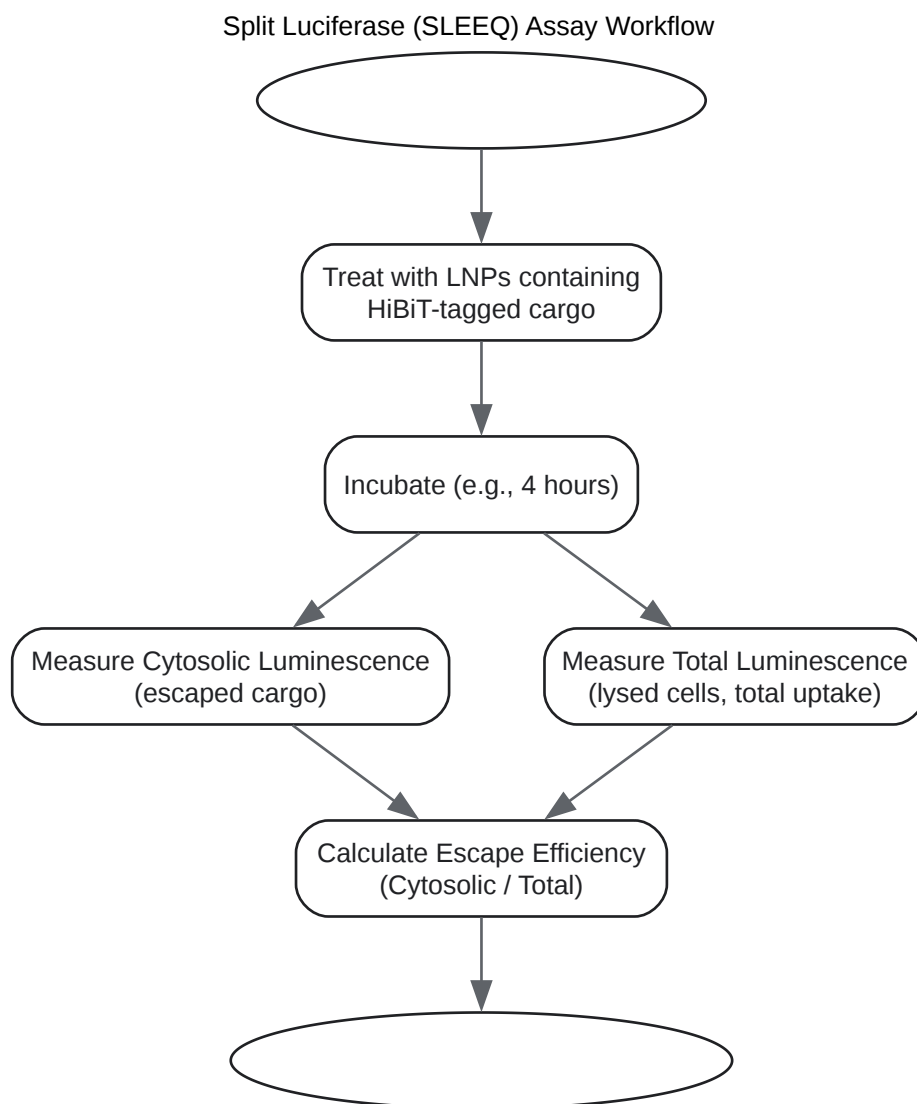 Split Luciferase (SLEEQ) Assay Workflow
Treat with LNPs containing
HiBiT-tagged cargo
Incubate (e.g., 4 hours)
Measure Cytosolic Luminescence
(escaped cargo)
Measure Total Luminescence
(lysed cells, total uptake)
Calculate Escape Efficiency
(Cytosolic / Total)